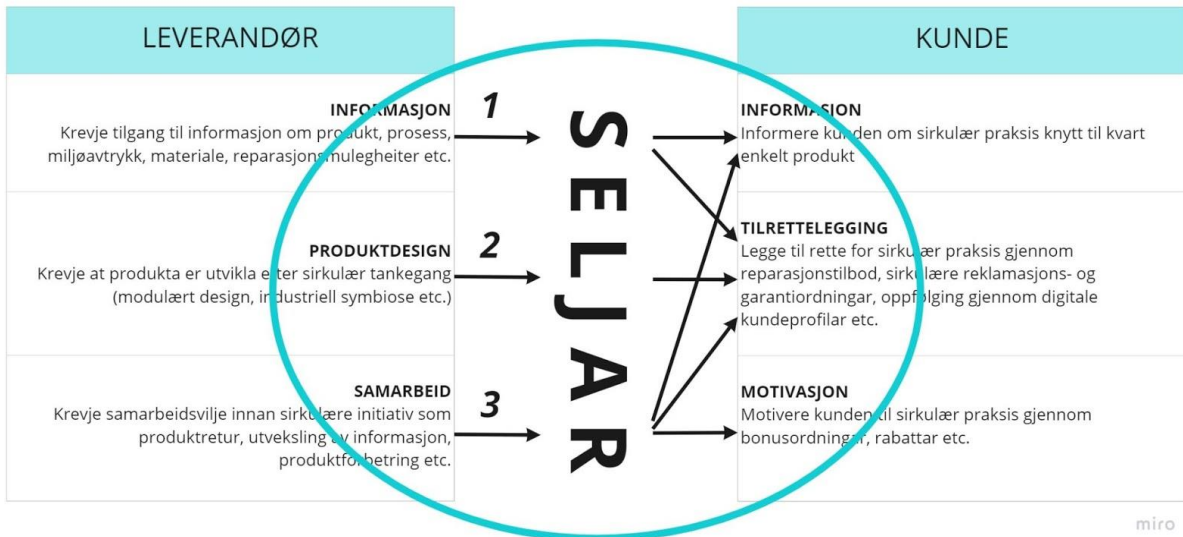 LEVERANDØR
INFORMASJON
Krevje tilgang til informasjon om produkt, prosess,
miljøavtrykk, materiale, reparasjonsmulegheiter etc.
PRODUKTDESIGN
Krevje at produkta er utvikla etter sirkulær tankegang
(modulært design, industriell symbiose etc.)
SAMARBEID
Krevje samarbeidsvilje innan sirkulære initiativ som
produktretur, utveksling av informasjon,
produktforbetring etc.
1
2
3
SELJAR
KUNDE
INFORMASJON
Informere kunden om sirkulær praksis knytt til kvart
enkelt produkt
TILRETTELEGGING
Legge til rette for sirkulær praksis gjennom
reparasjonstilbod, sirkulære reklamasjons- og
garantiordningar, oppfølging gjennom digitale
kundeprofilar etc.
MOTIVASJON
Motivere kunden til sirkulær praksis gjennom
bonusordningar, rabattar etc.
miro